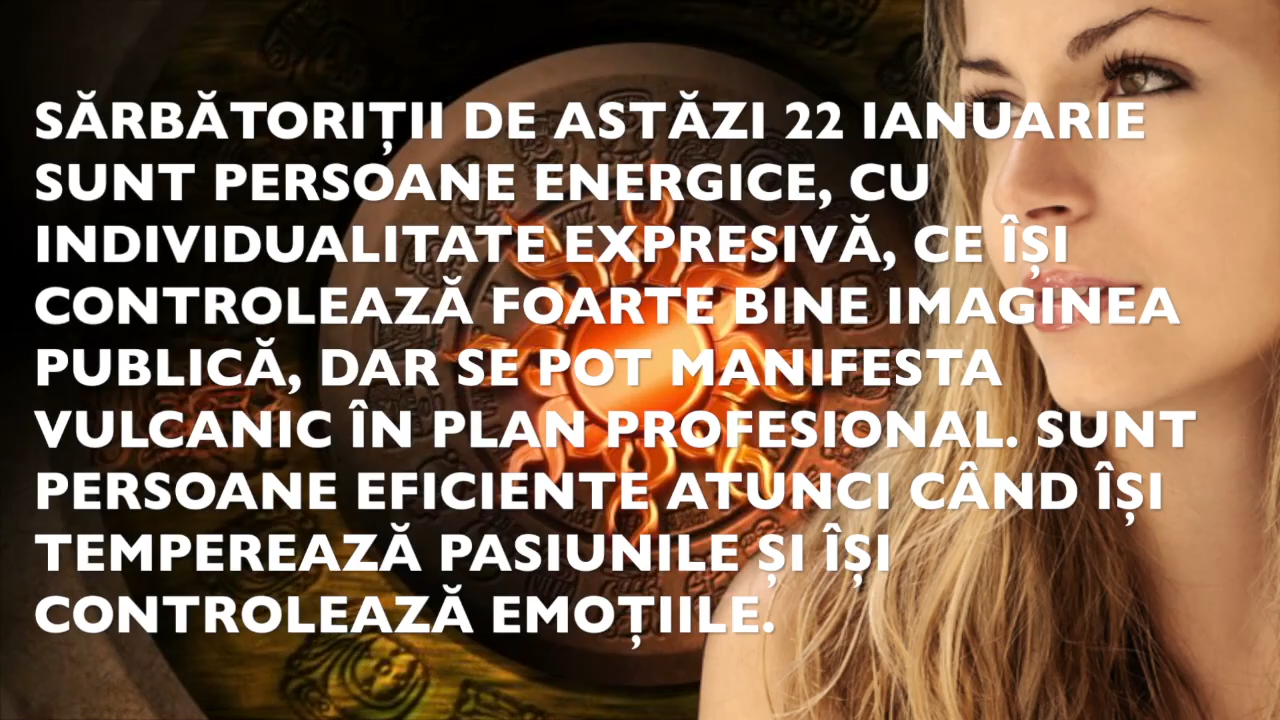 SĂRBĂTORIȚII DE ASTĂZI 22 IANUARIE
SUNT PERSOANE ENERGICE, CU
INDIVIDUALITATE EXPRESIVĂ, CE ÎȘI
CONTROLEAZĂ FOARTE BINE IMAGINEA
PUBLICĂ, DAR SE POT MANIFESTA
VULCANIC ÎN PLAN PROFESIONAL. SUNT
PERSOANE EFICIENTE ATUNCI CÂND ÎȘI
TEMPEREAZĂ PASIUNILE ȘI ÎȘI
CONTROLEAZĂ EMOȚIILE.